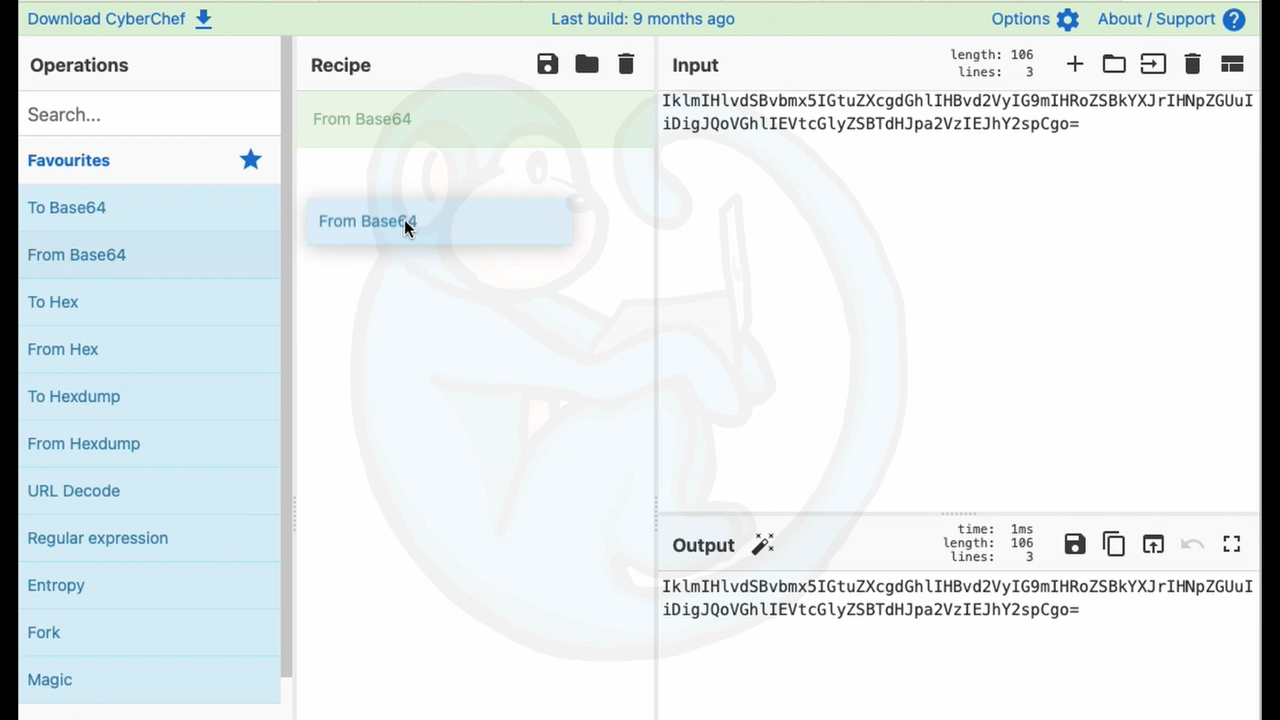 Download CyberChef
Last build: 9 months ago
Options
About / Support
Operations
Recipe
Input
length: 106
lines: 3
Search...
Favourites
To Base64
From Base64
To Hex
From Hex
To Hexdump
From Hexdump
URL Decode
Regular expression
Entropy
Fork
Magic
From Base64
From Base64
IklmIHlvdSBvbmx5IGtuZXcgdGhlIHBvd2VyIG9mIHRoZSBkYXJrIHNpZGUuI
iDigJQoVGhlIEVtcGlyZSBTdHJpa2VzIEJhY2spCgo=
Output
time: 1ms
length: 106
lines: 3
IklmIHlvdSBvbmx5IGtuZXcgdGhlIHBvd2VyIG9mIHRoZSBkYXJrIHNpZGUuI
iDigJQoVGhlIEVtcGlyZSBTdHJpa2VzIEJhY2spCgo=